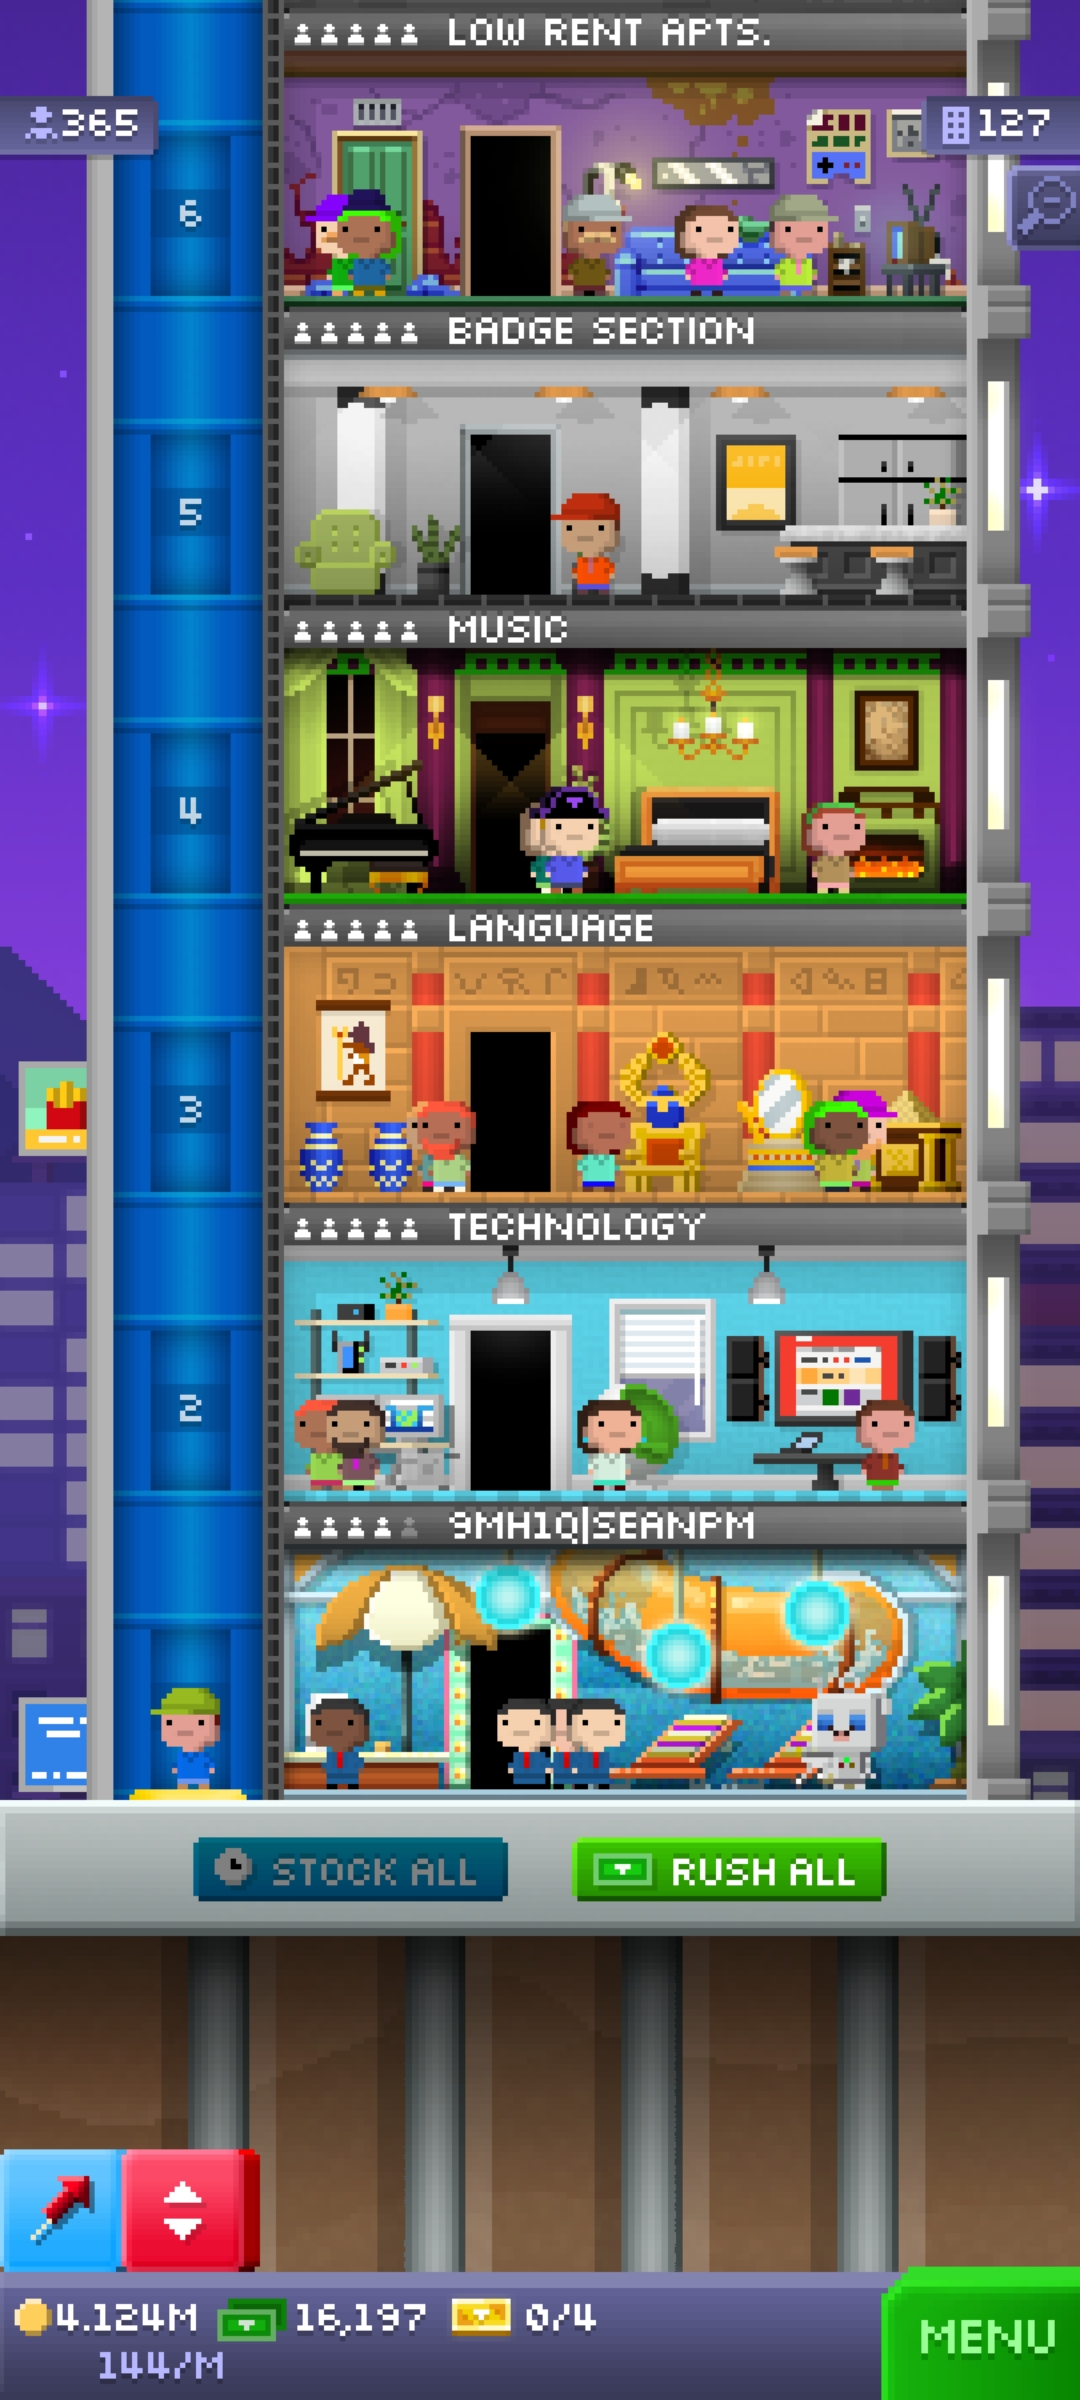 LOW RENT APTS.
365
127
6
BADGE SECTION
5
MUSIC
4
LANGUAGE
3
TECHNOLOGY
2
9MH1Q|SEANPM
STOCK ALL
RUSH ALL
4.124M
16,197
0/4
144/M
MENU